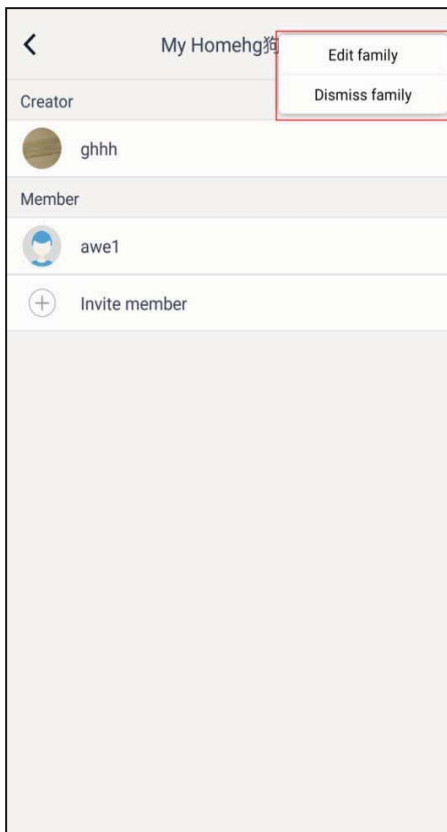 My Homehg狗
Edit family
Dismiss family
Creator
ghhh
Member
awe1
Invite member